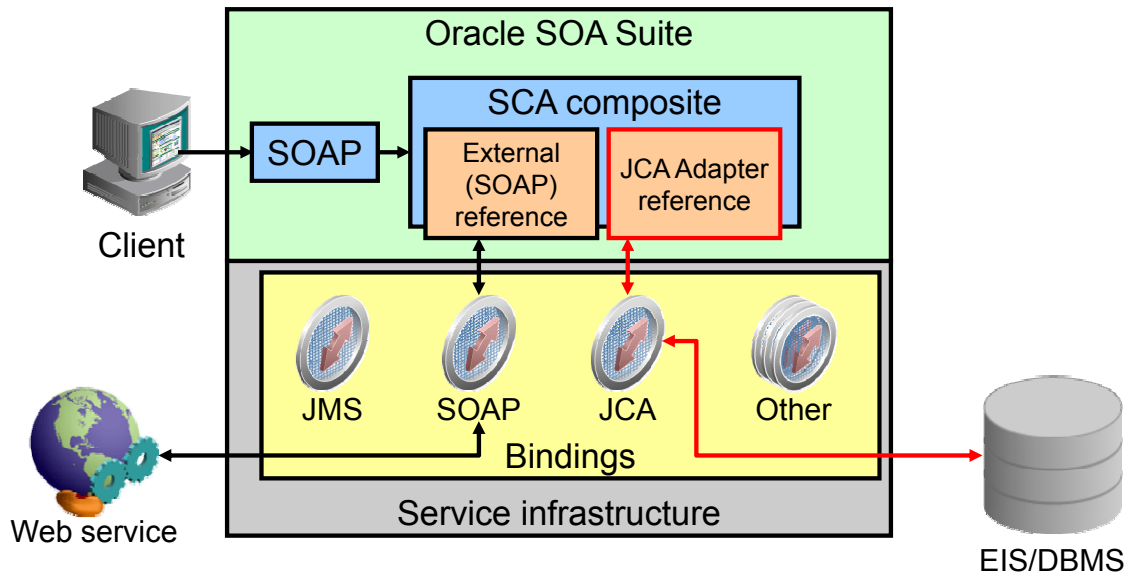 Oracle SOA Suite
SCA composite
SOAP
External
(SOAP)
reference
JCA Adapter
reference
Client
JMS
SOAP
JCA
Other
Bindings
Web service
Service infrastructure
EIS/DBMS